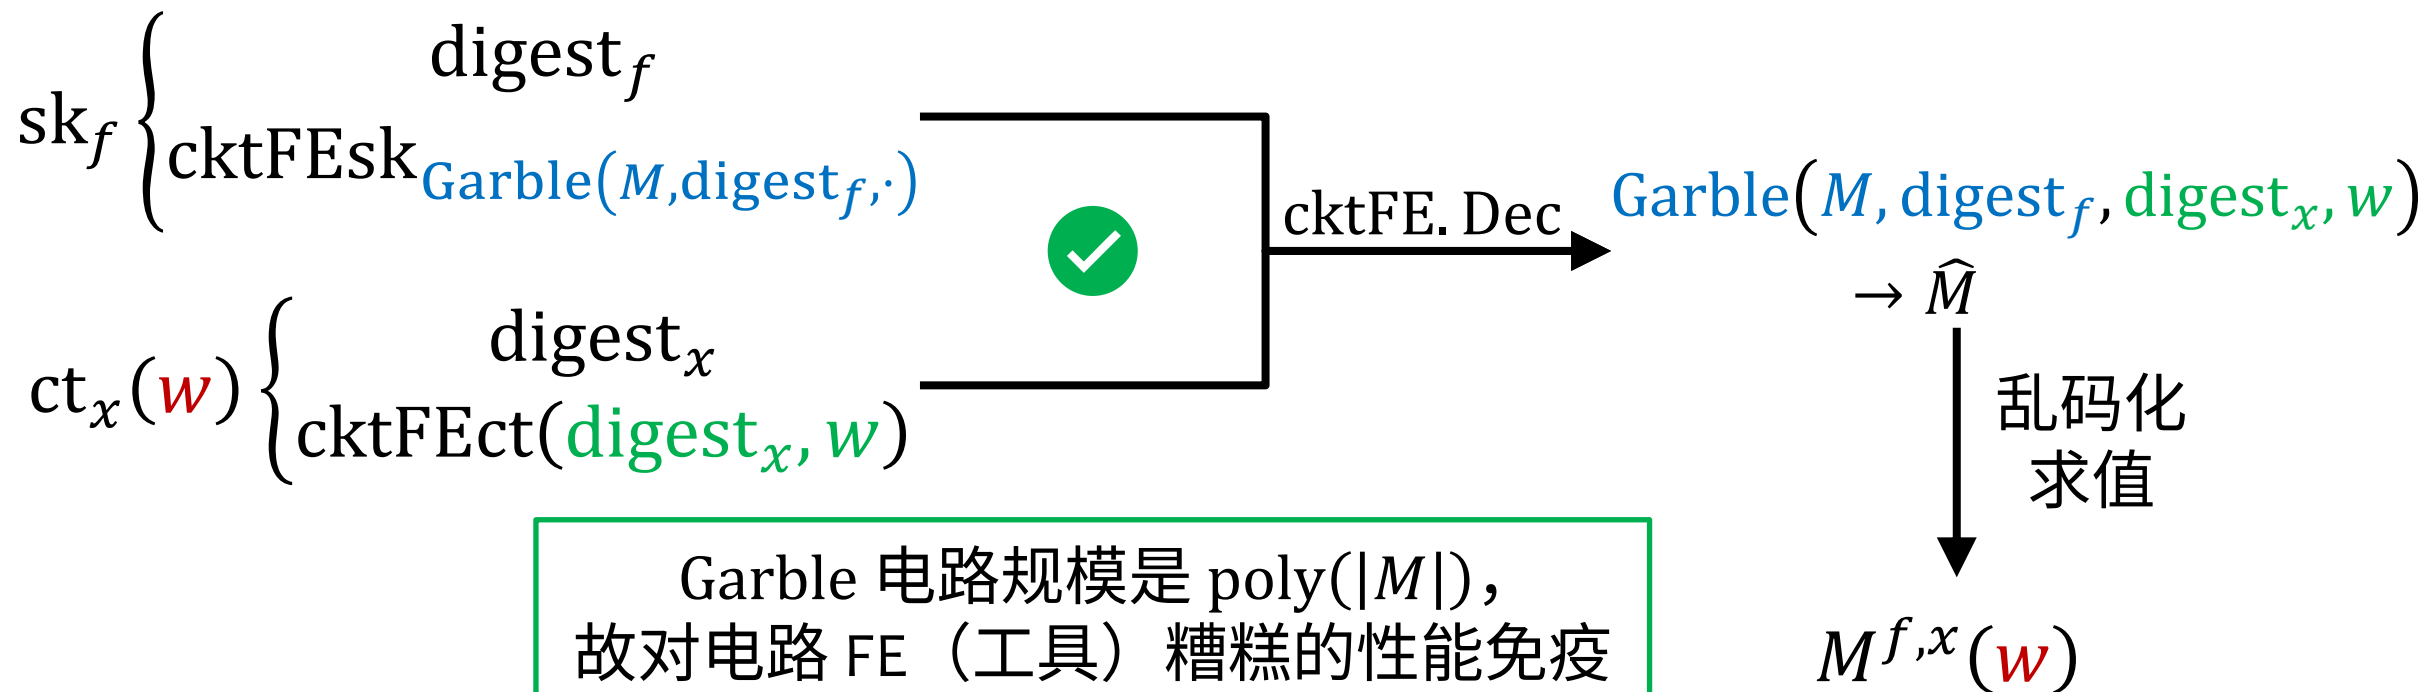 sk_f { digest_f
cktFEsk_Garble(M,digest_f,·)
ct_x(w) { digest_x
cktFEct(digest_x, w)
cktFE. Dec
Garble(M, digest_f, digest_x, w)
→ M̂
乱码化
求值
M^{f,x}(w)
Garble 电路规模是 poly(|M|)，
故对电路 FE（工具）糟糕的性能免疫